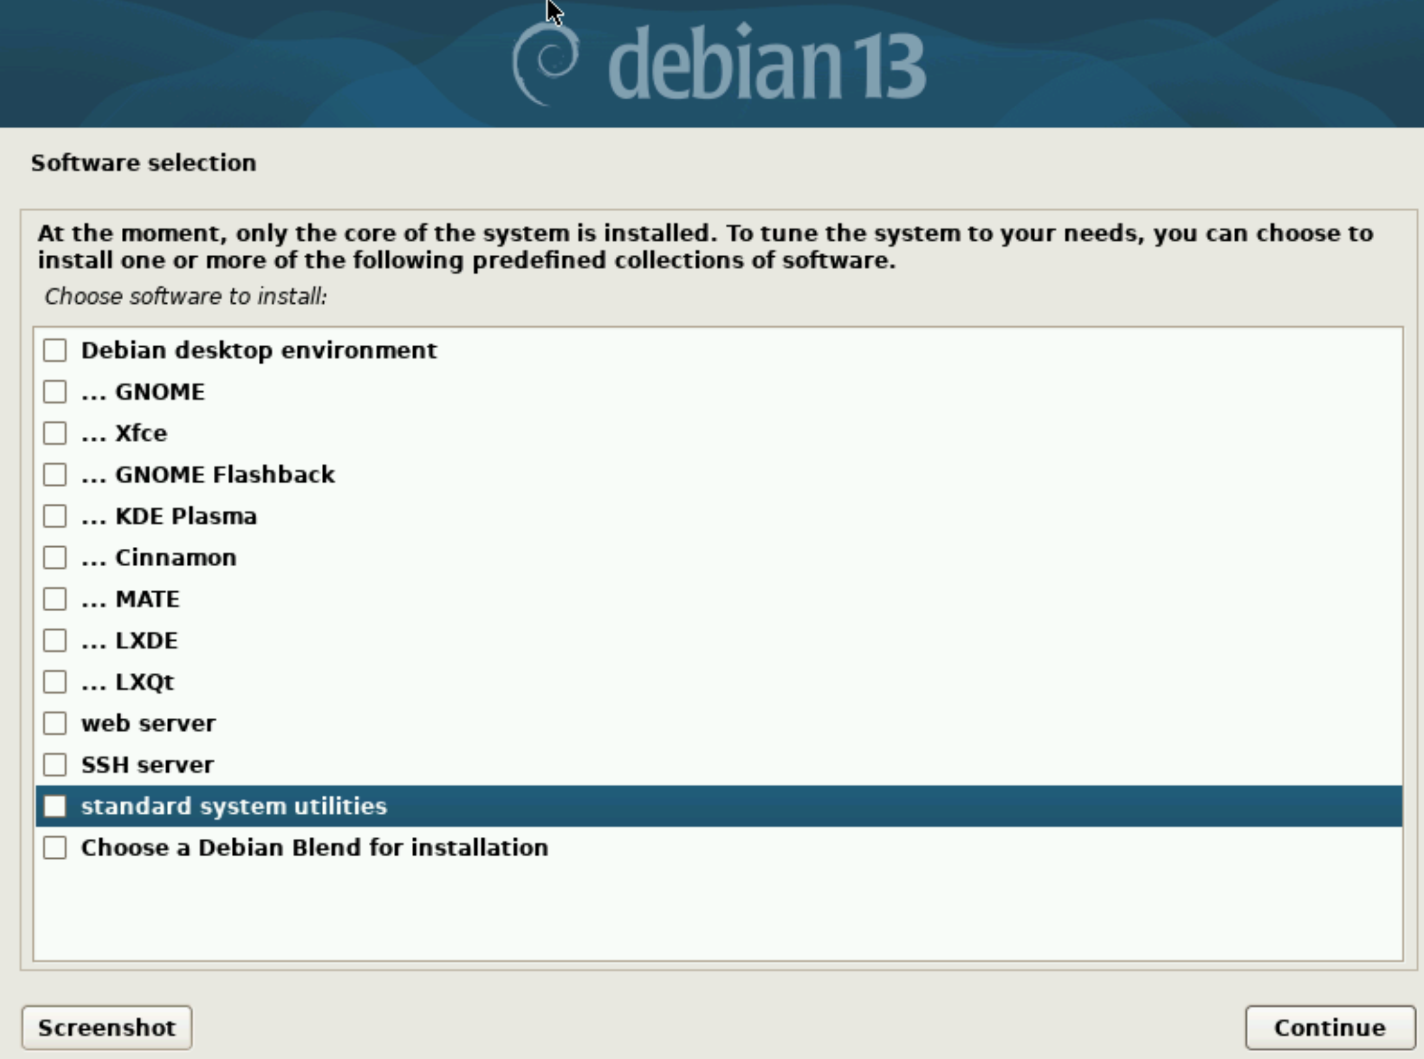 debian 13
Software selection
At the moment, only the core of the system is installed. To tune the system to your needs, you can choose to
install one or more of the following predefined collections of software.
Choose software to install:
Debian desktop environment
... GNOME
... Xfce
... GNOME Flashback
... KDE Plasma
... Cinnamon
... MATE
... LXDE
... LXQt
web server
SSH server
standard system utilities
Choose a Debian Blend for installation
Screenshot
Continue